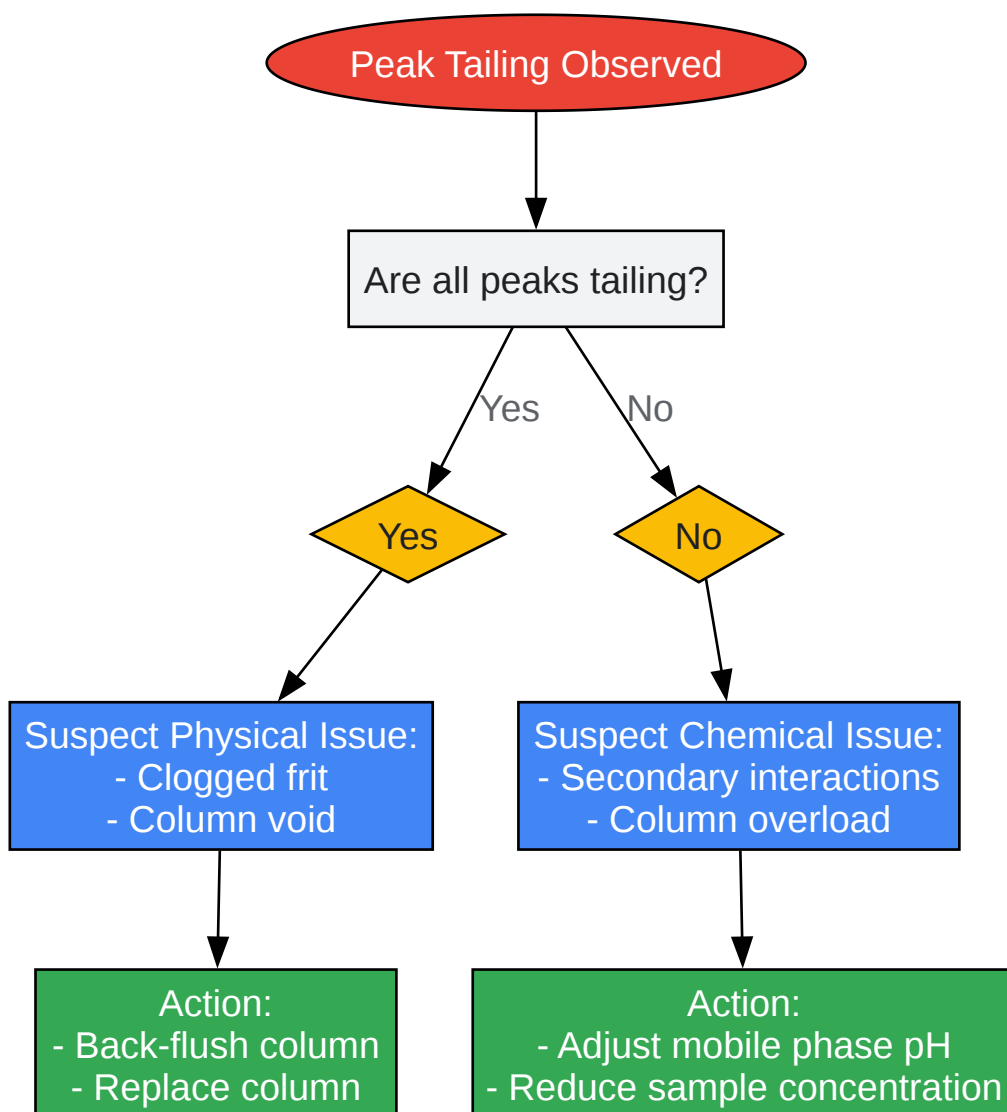 Peak Tailing Observed
Are all peaks tailing?
Yes
No
Yes
No
Suspect Physical Issue:
- Clogged frit
- Column void
Suspect Chemical Issue:
- Secondary interactions
- Column overload
Action:
- Back-flush column
- Replace column
Action:
- Adjust mobile phase pH
- Reduce sample concentration